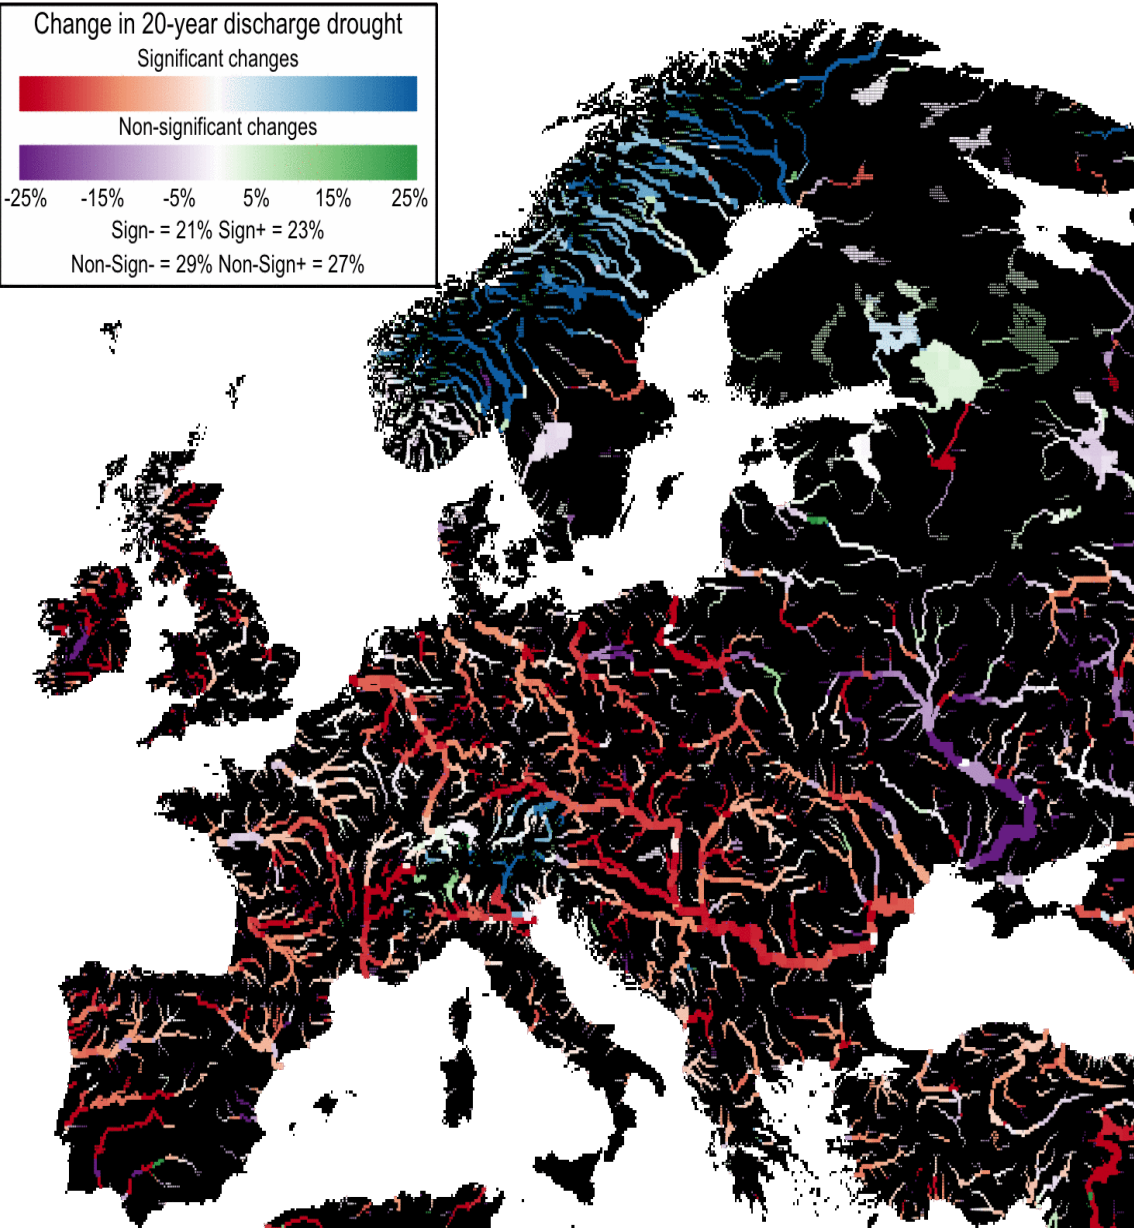 Change in 20-year discharge drought
Significant changes
Non-significant changes
-25% -15% -5% 5% 15% 25%
Sign- = 21% Sign+ = 23%
Non-Sign- = 29% Non-Sign+ = 27%